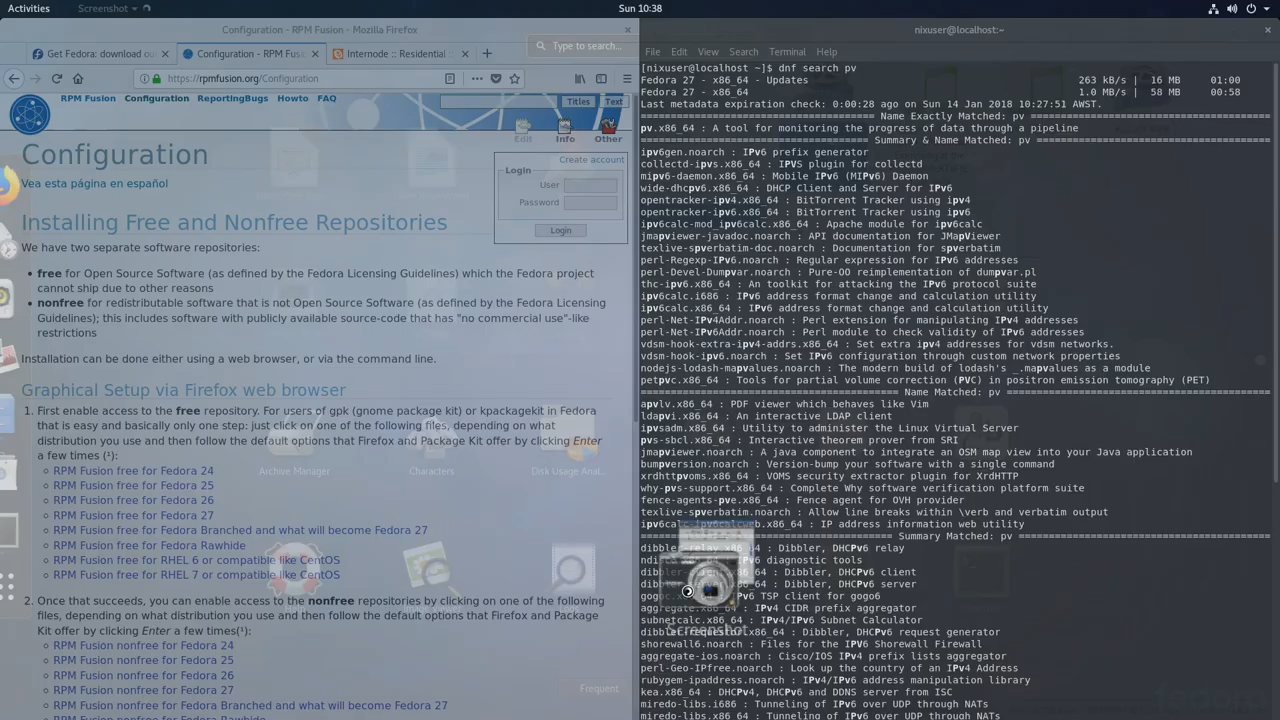 Activities
Screenshot
Sun 10:38
Configuration - RPM Fusion - Mozilla Firefox
Get Fedora: download ou
Configuration - RPM Fusion
Internode :: Residential ::
Type to search...
https://rpmfusion.org/Configuration
RPM Fusion Configuration ReportingBugs Howto FAQ
Titles Text
Edit Info Other
Create account
Login
User
Password
Login
Configuration
Vea esta página en español
Installing Free and Nonfree Repositories
We have two separate software repositories:
free for Open Source Software (as defined by the Fedora Licensing Guidelines) which the Fedora project
cannot ship due to other reasons
nonfree for redistributable software that is not Open Source Software (as defined by the Fedora Licensing
Guidelines); this includes software with publicly available source-code that has "no commercial use"-like
restrictions
Installation can be done either using a web browser, or via the command line.
Graphical Setup via Firefox web browser
1. First enable access to the free repository. For users of gpk (gnome package kit) or kpackagekit in Fedora
that is easy and basically only one step: just click on one of the following files, depending on what
distribution you use and then follow the default options that Firefox and Package Kit offer by clicking Enter
a few times (¹):
RPM Fusion free for Fedora 24
RPM Fusion free for Fedora 25
RPM Fusion free for Fedora 26
RPM Fusion free for Fedora 27
RPM Fusion free for Fedora Branched and what will become Fedora 27
RPM Fusion free for Fedora Rawhide
RPM Fusion free for RHEL 6 or compatible like CentOS
RPM Fusion free for RHEL 7 or compatible like CentOS
2. Once that succeeds, you can enable access to the nonfree repositories by clicking on one of the following
files, depending on what distribution you use and then follow the default options that Firefox and Package
Kit offer by clicking Enter a few times(¹):
RPM Fusion nonfree for Fedora 24
RPM Fusion nonfree for Fedora 25
RPM Fusion nonfree for Fedora 26
RPM Fusion nonfree for Fedora 27
RPM Fusion nonfree for Fedora Branched and what will become Fedora 27
RPM Fusion nonfree for Fedora Rawhide
Archive Manager
Characters
Disk Usage Anal...
Screenshot
Frequent
nixuser@localhost:~
File Edit View Search Terminal Help
[nixuser@localhost ~]$ dnf search pv
Fedora 27 - x86_64 - Updates 263 kB/s | 16 MB 01:00
Fedora 27 - x86_64 1.0 MB/s | 58 MB 00:58
Last metadata expiration check: 0:00:28 ago on Sun 14 Jan 2018 10:27:51 AWST.
Name Exactly Matched: pv
pv.x86_64 : A tool for monitoring the progress of data through a pipeline
Summary & Name Matched: pv
ipv6gen.noarch : IPv6 prefix generator
collectd-ipvs.x86_64 : IPVS plugin for collectd
mipv6-daemon.x86_64 : Mobile IPv6 (MIPv6) Daemon
wide-dhcpv6.x86_64 : DHCP Client and Server for IPv6
opentracker-ipv4.x86_64 : BitTorrent Tracker using ipv4
opentracker-ipv6.x86_64 : BitTorrent Tracker using ipv6
ipv6calc-mod_ipv6calc.x86_64 : Apache module for ipv6calc
jmapviewer-javadoc.noarch : API documentation for JMapViewer
texlive-spverbatim-doc.noarch : Documentation for spverbatim
perl-Regexp-IPv6.noarch : Regular expression for IPv6 addresses
perl-Devel-Dumpvar.noarch : Pure-OO reimplementation of dumpvar.pl
thc-ipv6.x86_64 : An toolkit for attacking the IPv6 protocol suite
ipv6calc.i686 : IPv6 address format change and calculation utility
ipv6calc.x86_64 : IPv6 address format change and calculation utility
perl-Net-IPv4Addr.noarch : Perl extension for manipulating IPv4 addresses
perl-Net-IPv6Addr.noarch : Perl module to check validity of IPv6 addresses
vdsm-hook-extra-ipv4-addrs.x86_64 : Set extra ipv4 addresses for vdsm networks.
vdsm-hook-ipv6.noarch : Set IPv6 configuration through custom network properties
nodejs-lodash-mapvalues.noarch : The modern build of lodash's _.mapvalues as a module
petpvc.x86_64 : Tools for partial volume correction (PVC) in positron emission tomography (PET)
Name Matched: pv
apvlv.x86_64 : PDF viewer which behaves like Vim
ldapvi.x86_64 : An interactive LDAP client
ipvsadm.x86_64 : Utility to administer the Linux Virtual Server
pvs-sbcl.x86_64 : Interactive theorem prover from SRI
jmapviewer.noarch : A java component to integrate an OSM map view into your Java application
bumpversion.noarch : Version-bump your software with a single command
xrdhttpvoms.x86_64 : VOMS security extractor plugin for XrdHTTP
why-pvs-support.x86_64 : Complete Why software verification platform suite
fence-agents-pve.x86_64 : Fence agent for OVH provider
texlive-spverbatim.noarch : Allow line breaks within \verb and verbatim output
ipv6calc-ipv6calcweb.x86_64 : IP address information web utility
Summary Matched: pv
dibbler-relay.x86_64 : Dibbler, DHCPv6 relay
IPv6 diagnostic tools
: Dibbler, DHCPv6 client
: Dibbler, DHCPv6 server
TSP client for gogo6
: IPv4 CIDR prefix aggregator
subnetcalc.x86_64 : IPv4/IPv6 Subnet Calculator
: Dibbler, DHCPv6 request generator
shorewall6.noarch : Files for the IPV6 Shorewall Firewall
aggregate-ios.noarch : Cisco/IOS IPv4 prefix lists aggregator
perl-Geo-IPfree.noarch : Look up the country of an IPv4 Address
rubygem-ipaddress.noarch : IPv4/IPv6 address manipulation library
kea.x86_64 : DHCPv4, DHCPv6 and DDNS server from ISC
miredo-libs.i686 : Tunneling of IPv6 over UDP through NATs
miredo-libs.x86_64 : Tunneling of IPv6 over UDP through NATs